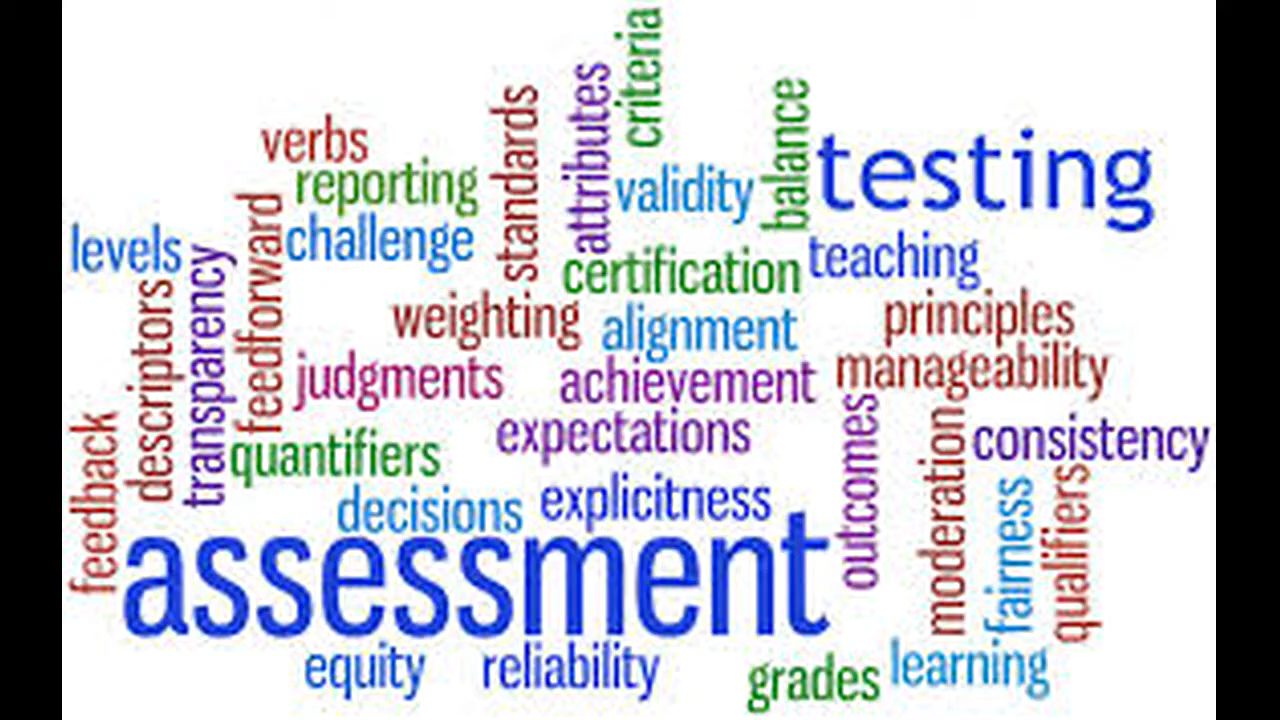 criteria
attributes
standards
balance
verbs
testing
reporting
validity
feedforward
levels
challenge
teaching
transparency
certification
descriptors
weighting
alignment
principles
judgments
achievement
manageability
outcomes
moderation
feedback
quantifiers
expectations
consistency
decisions
explicitness
fairness
qualifiers
assessment
equity
reliability
grades
learning